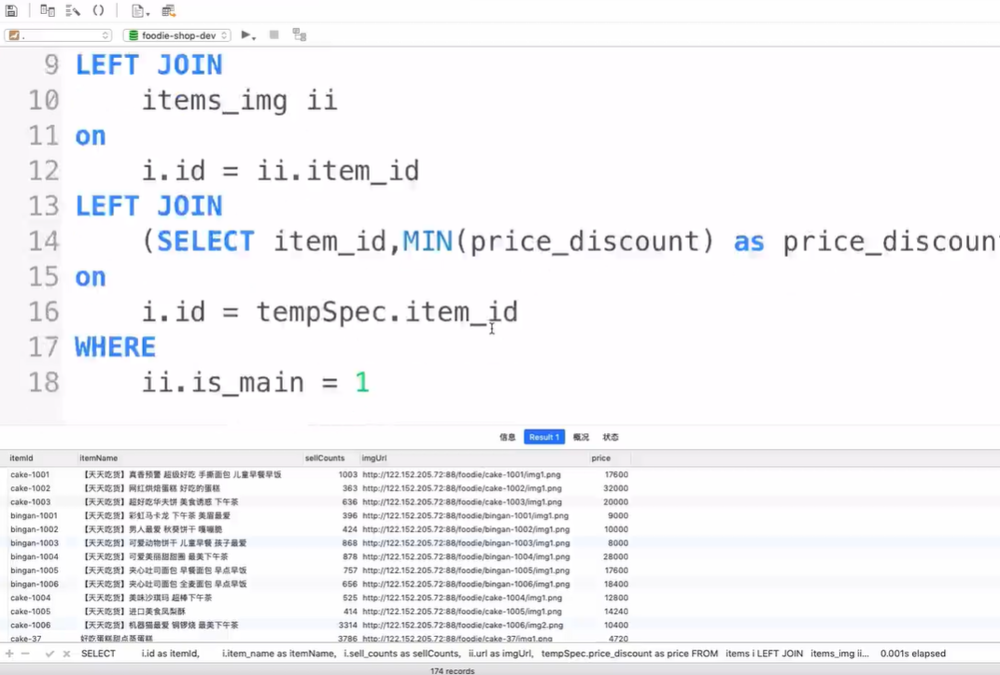 foodie-shop-dev
9 LEFT JOIN
10 items_img ii
11 on
12 i.id = ii.item_id
13 LEFT JOIN
14 (SELECT item_id,MIN(price_discount) as price_discoun
15 on
16 i.id = tempSpec.item_id
17 WHERE
18 ii.is_main = 1
信息 Result 1 概况 状态
itemId itemName sellCounts imgUrl price
cake-1001 【天天吃货】真香预警 超级好吃 手撕面包 儿童早餐早饭 1003 http://122.152.205.72:88/foodie/cake-1001/img1.png 17600
cake-1002 【天天吃货】网红烘焙蛋糕 好吃的蛋糕 363 http://122.152.205.72:88/foodie/cake-1002/img1.png 32000
cake-1003 【天天吃货】超好吃华夫饼 美食诱惑 下午茶 636 http://122.152.205.72:88/foodie/cake-1003/img1.png 20000
bingan-1001 【天天吃货】彩虹马卡龙 下午茶 美眉最爱 396 http://122.152.205.72:88/foodie/bingan-1001/img1.png 9000
bingan-1002 【天天吃货】男人最爱 秋葵饼干 嘎嘣脆 424 http://122.152.205.72:88/foodie/bingan-1002/img1.png 10000
bingan-1003 【天天吃货】可爱动物饼干 儿童早餐 孩子最爱 868 http://122.152.205.72:88/foodie/bingan-1003/img1.png 8000
bingan-1004 【天天吃货】可爱美丽甜甜圈 最美下午茶 878 http://122.152.205.72:88/foodie/bingan-1004/img1.png 28000
bingan-1005 【天天吃货】夹心吐司面包 早餐面包 早点早饭 757 http://122.152.205.72:88/foodie/bingan-1005/img1.png 17600
bingan-1006 【天天吃货】夹心吐司面包 全麦面包 早点早饭 656 http://122.152.205.72:88/foodie/bingan-1006/img1.png 18400
cake-1004 【天天吃货】美味沙琪玛 超棒下午茶 525 http://122.152.205.72:88/foodie/cake-1004/img1.png 12800
cake-1005 【天天吃货】进口美食凤梨酥 414 http://122.152.205.72:88/foodie/cake-1005/img1.png 14240
cake-1006 【天天吃货】机器猫最爱 铜锣烧 最美下午茶 3314 http://122.152.205.72:88/foodie/cake-1006/img2.png 10400
cake-37 好吃蛋糕甜点蒸蛋糕 3786 http://122.152.205.72:88/foodie/cake-37/img1.png 4720
SELECT i.id as itemId, i.item_name as itemName, i.sell_counts as sellCounts, ii.url as imgUrl, tempSpec.price_discount as price FROM items i LEFT JOIN items_img ii... 0.001s elapsed
174 records